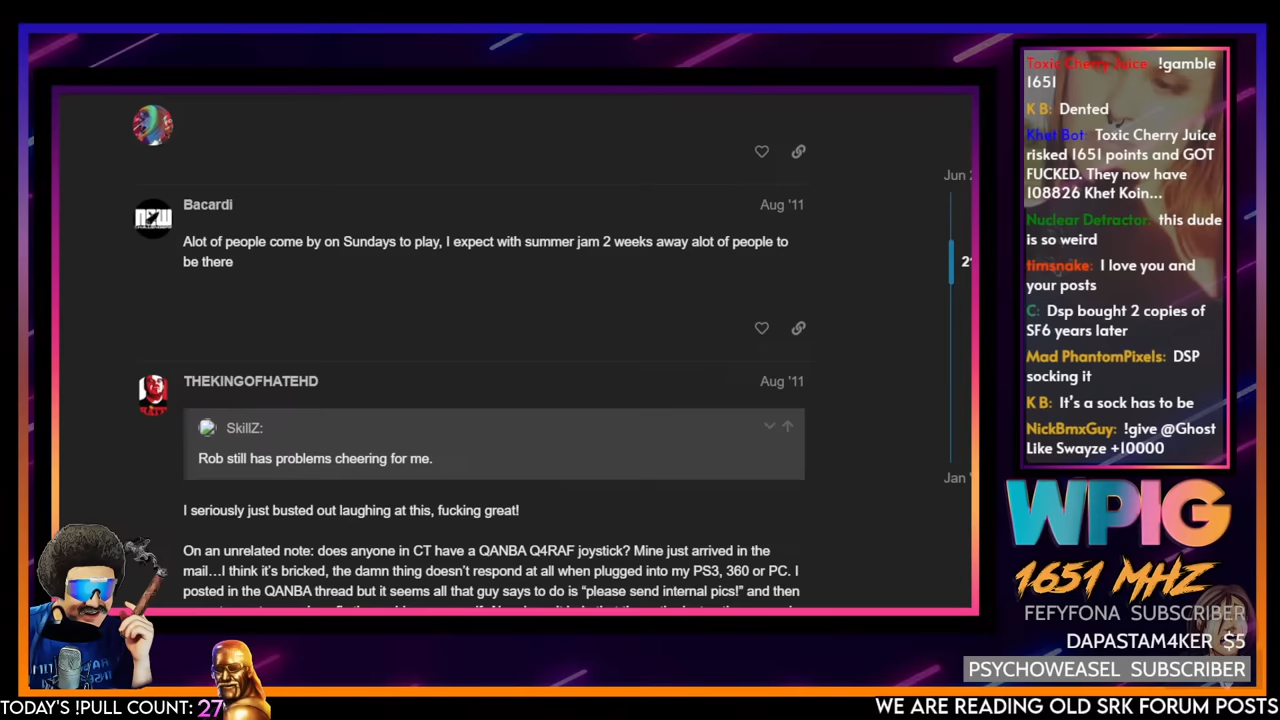 Bacardi
Aug '11
Alot of people come by on Sundays to play, I expect with summer jam 2 weeks away alot of people to
be there
THEKINGOFHATEHD
Aug '11
SkillZ:
Rob still has problems cheering for me.
I seriously just busted out laughing at this, fucking great!
On an unrelated note: does anyone in CT have a QANBA Q4RAF joystick? Mine just arrived in the
mail…I think it's bricked, the damn thing doesn't respond at all when plugged into my PS3, 360 or PC. I
posted in the QANBA thread but it seems all that guy says to do is "please send internal pics!" and then
Jun
Jan
Toxic Cherry Juice: !gamble
1651
K B: Dented
Khet Bot: Toxic Cherry Juice
risked 1651 points and GOT
FUCKED. They now have
108826 Khet Koin...
Nuclear Detractor: this dude
is so weird
timsnake: I love you and
your posts
C: Dsp bought 2 copies of
SF6 years later
Mad PhantomPixels: DSP
socking it
K B: It's a sock has to be
NickBmxGuy: !give @Ghost
Like Swayze +10000
WPIG
1651 MHZ
FEFYFONA SUBSCRIBER
DAPASTAM4KER $5
PSYCHOWEASEL SUBSCRIBER
TODAY'S !PULL COUNT: 27
WE ARE READING OLD SRK FORUM POSTS